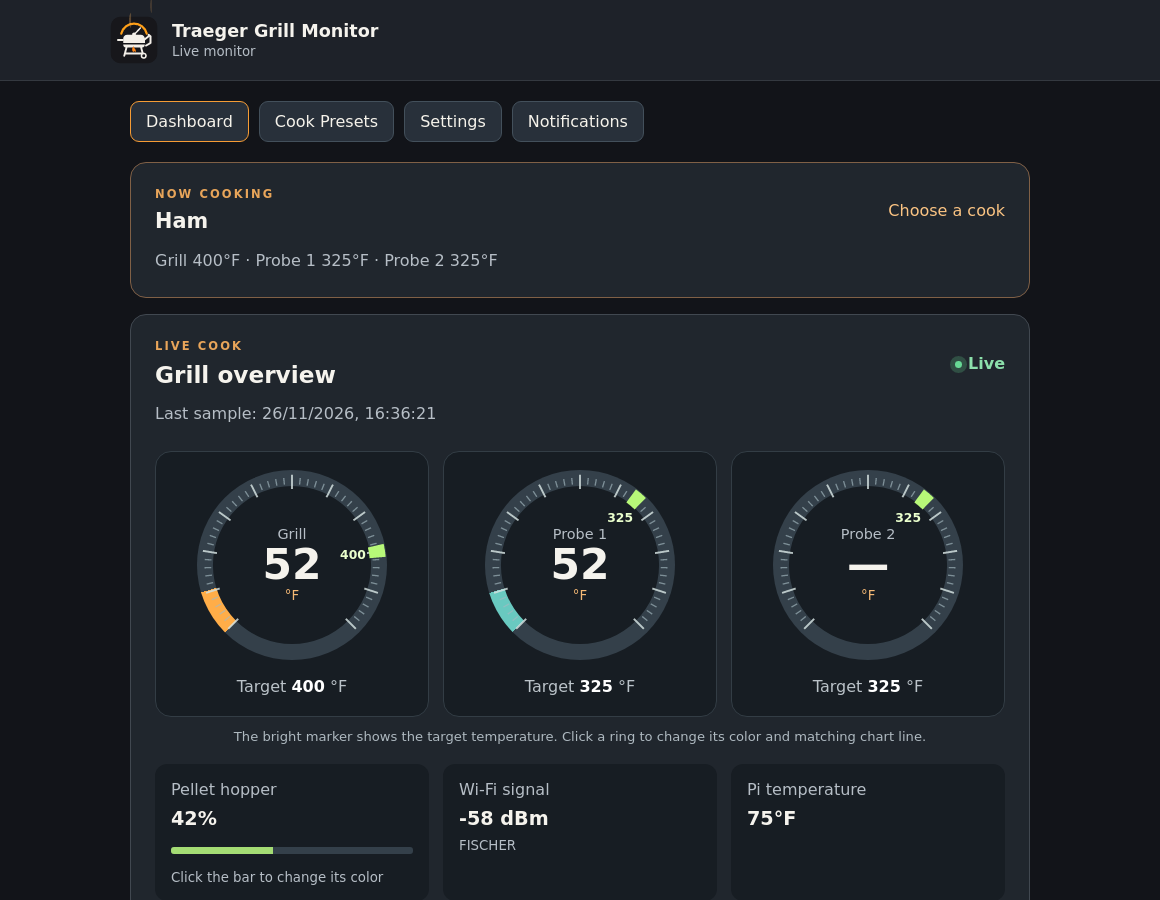 Traeger Grill Monitor
Live monitor
Dashboard
Cook Presets
Settings
Notifications
NOW COOKING
Ham
Choose a cook
Grill 400°F · Probe 1 325°F · Probe 2 325°F
LIVE COOK
Grill overview
Live
Last sample: 26/11/2026, 16:36:21
Grill
400
52
°F
Target 400 °F
325
Probe 1
52
°F
Target 325 °F
325
Probe 2
—
°F
Target 325 °F
The bright marker shows the target temperature. Click a ring to change its color and matching chart line.
Pellet hopper
42%
Click the bar to change its color
Wi-Fi signal
-58 dBm
FISCHER
Pi temperature
75°F